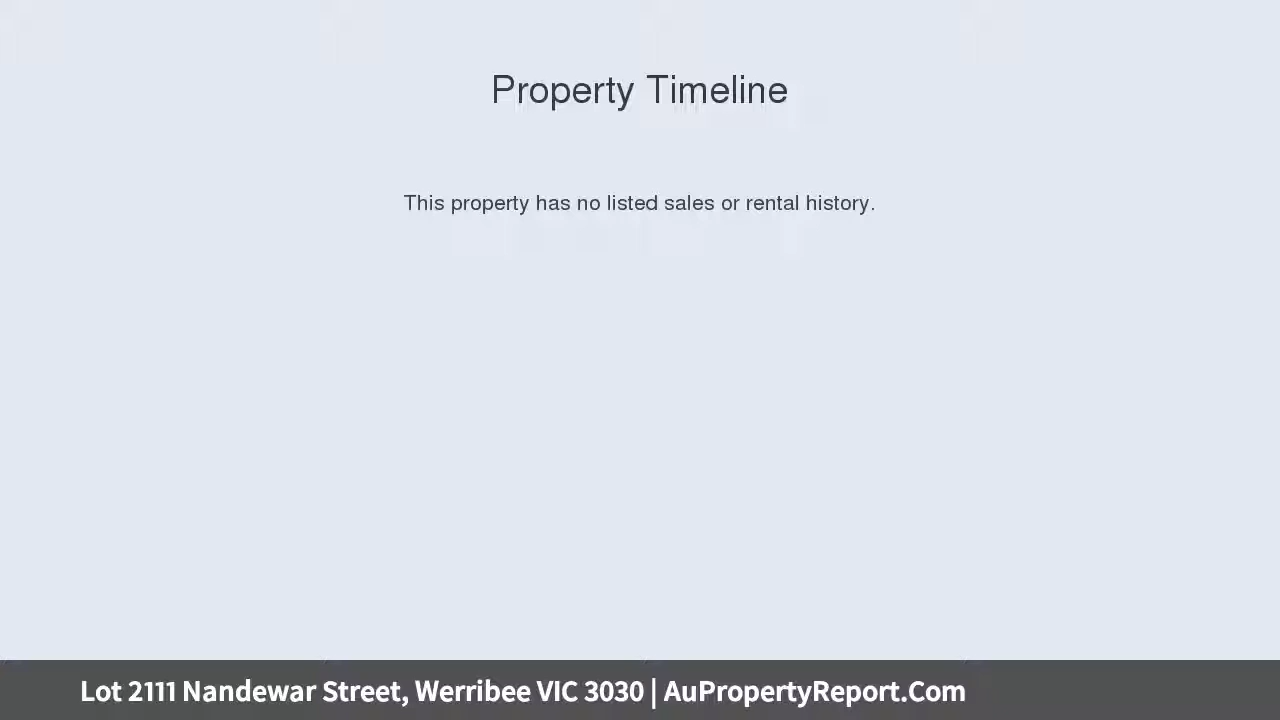 Property Timeline
This property has no listed sales or rental history.
Lot 2111 Nandewar Street, Werribee VIC 3030 | AuPropertyReport.Com